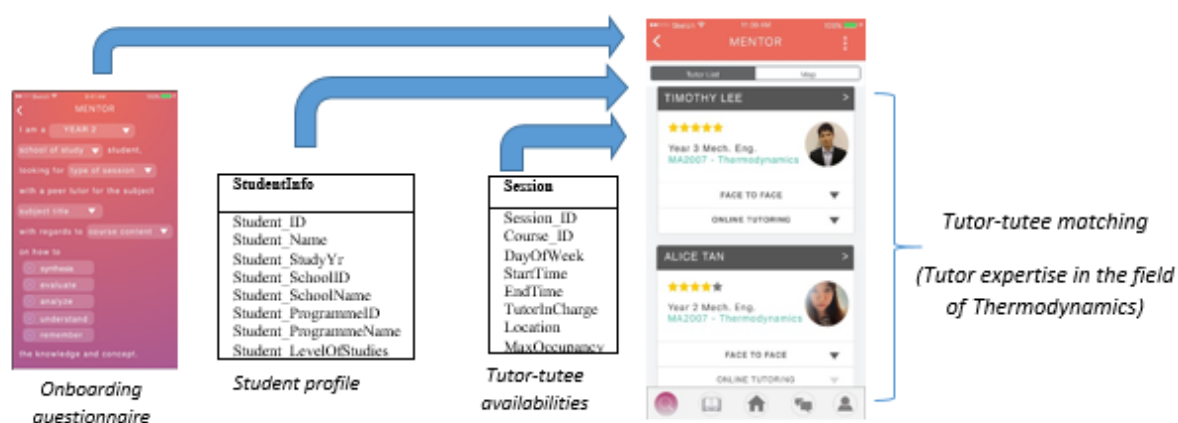 11:38 AM
100%
MENTOR
Tutor List
Map
TIMOTHY LEE >
Year 3 Mech. Eng.
MA2007 - Thermodynamics
FACE TO FACE
ONLINE TUTORING
ALICE TAN >
Year 2 Mech. Eng.
MA2007 - Thermodynamics
FACE TO FACE
ONLINE TUTORING
MENTOR
I am a YEAR 2
school of study student,
looking for type of session
with a peer tutor for the subject
subject title
with regards to course content
on how to
synthesis
evaluate
analyze
understand
remember
the knowledge and concept.
Onboarding
questionnaire
StudentInfo
Student_ID
Student_Name
Student_StudyYr
Student_SchoolID
Student_SchoolName
Student_ProgrammeID
Student_ProgrammeName
Student_LevelOfStudies
Student profile
Session
Session_ID
Course_ID
DayOfWeek
StartTime
EndTime
TutorInCharge
Location
MaxOccupancy
Tutor-tutee
availabilities
Tutor-tutee matching
(Tutor expertise in the field
of Thermodynamics)